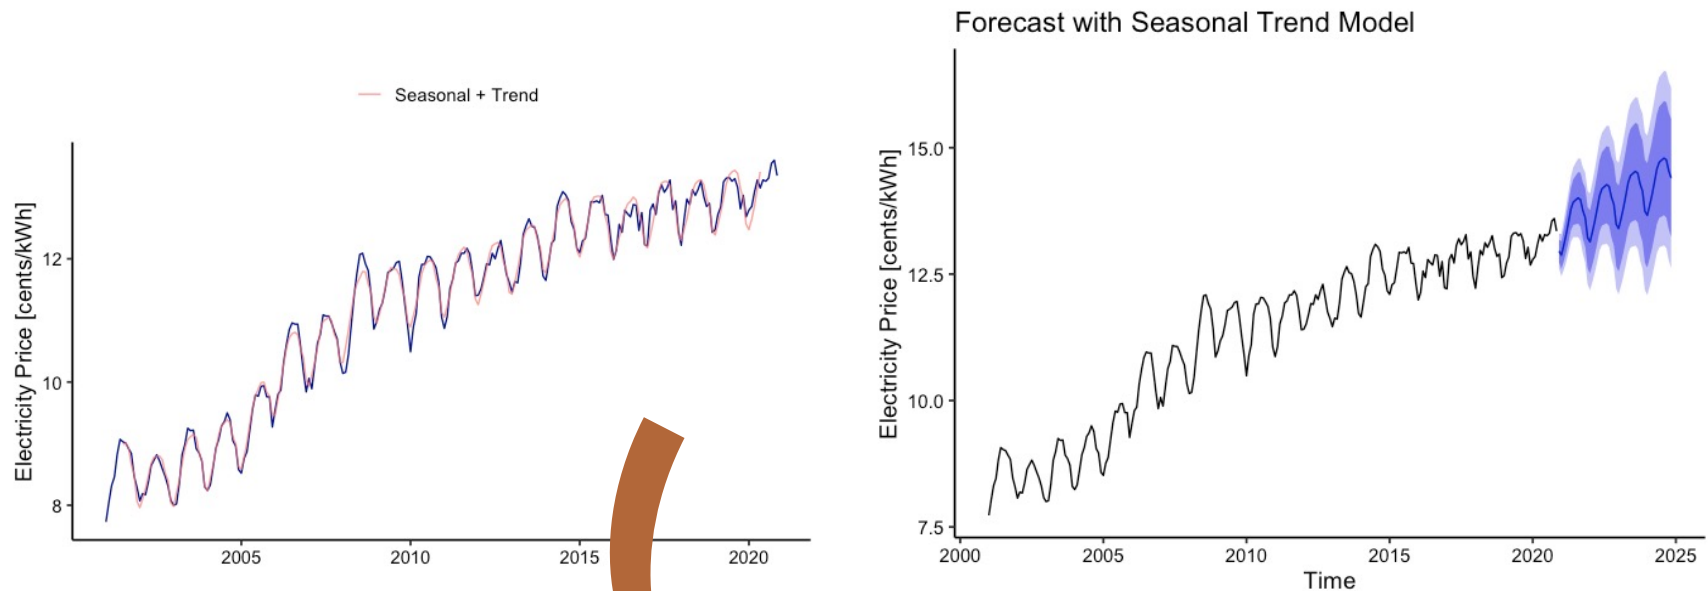 Seasonal + Trend
Electricity Price [cents/kWh]
12
10
8
2005 2010 2015 2020
Forecast with Seasonal Trend Model
Electricity Price [cents/kWh]
15.0
12.5
10.0
7.5
2000 2005 2010 2015 2020 2025
Time